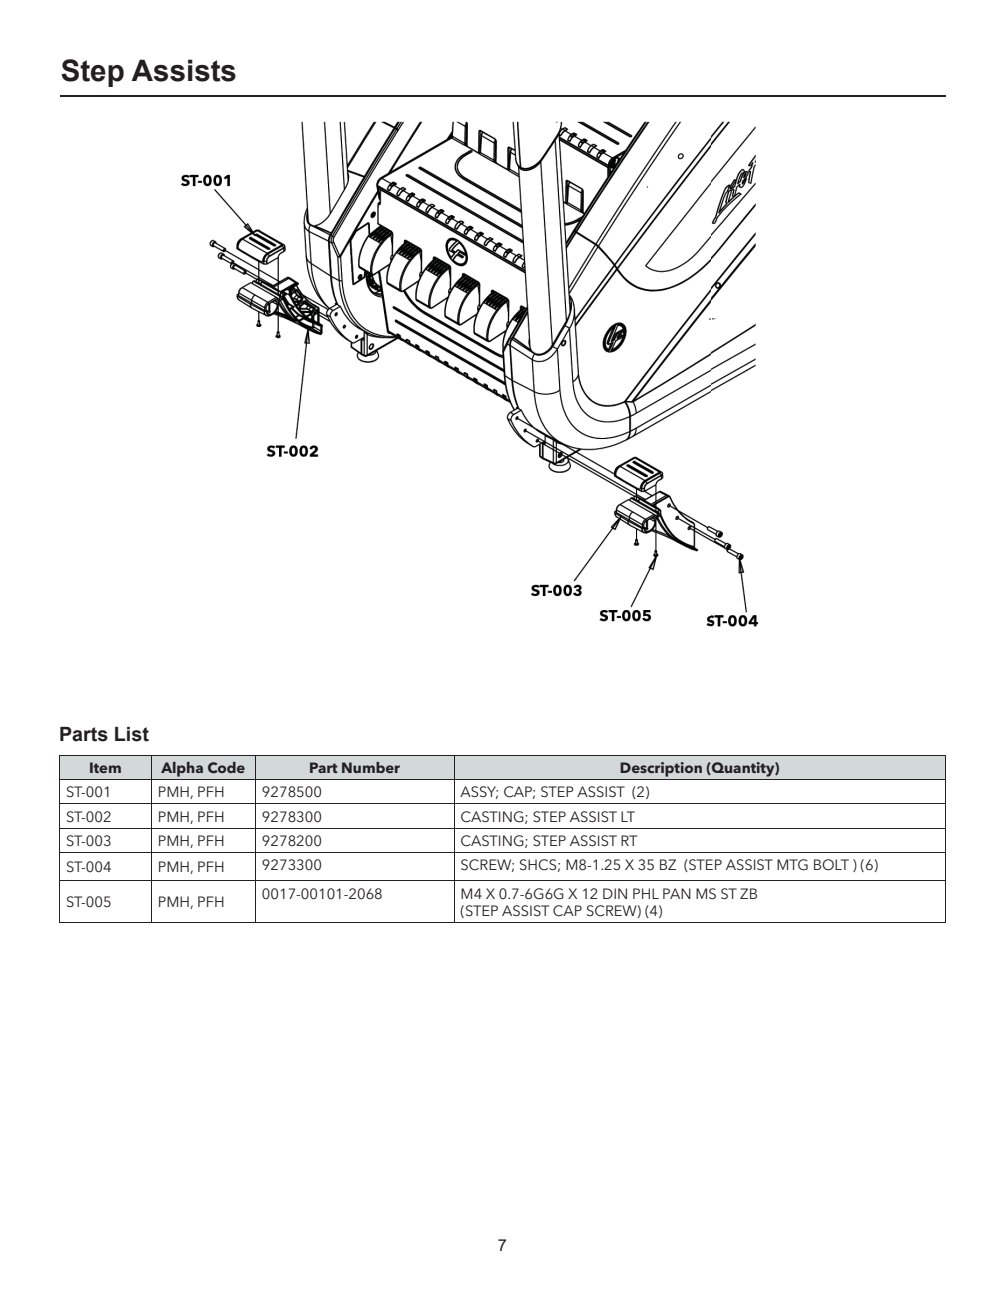 Step Assists
ST-001
ST-002
ST-003
ST-005
ST-004
Parts List
Item Alpha Code Part Number Description (Quantity)
ST-001 PMH, PFH 9278500 ASSY; CAP; STEP ASSIST (2)
ST-002 PMH, PFH 9278300 CASTING; STEP ASSIST LT
ST-003 PMH, PFH 9278200 CASTING; STEP ASSIST RT
ST-004 PMH, PFH 9273300 SCREW; SHCS; M8-1.25 X 35 BZ (STEP ASSIST MTG BOLT ) (6)
ST-005 PMH, PFH 0017-00101-2068 M4 X 0.7-6G6G X 12 DIN PHL PAN MS ST ZB
(STEP ASSIST CAP SCREW) (4)
7